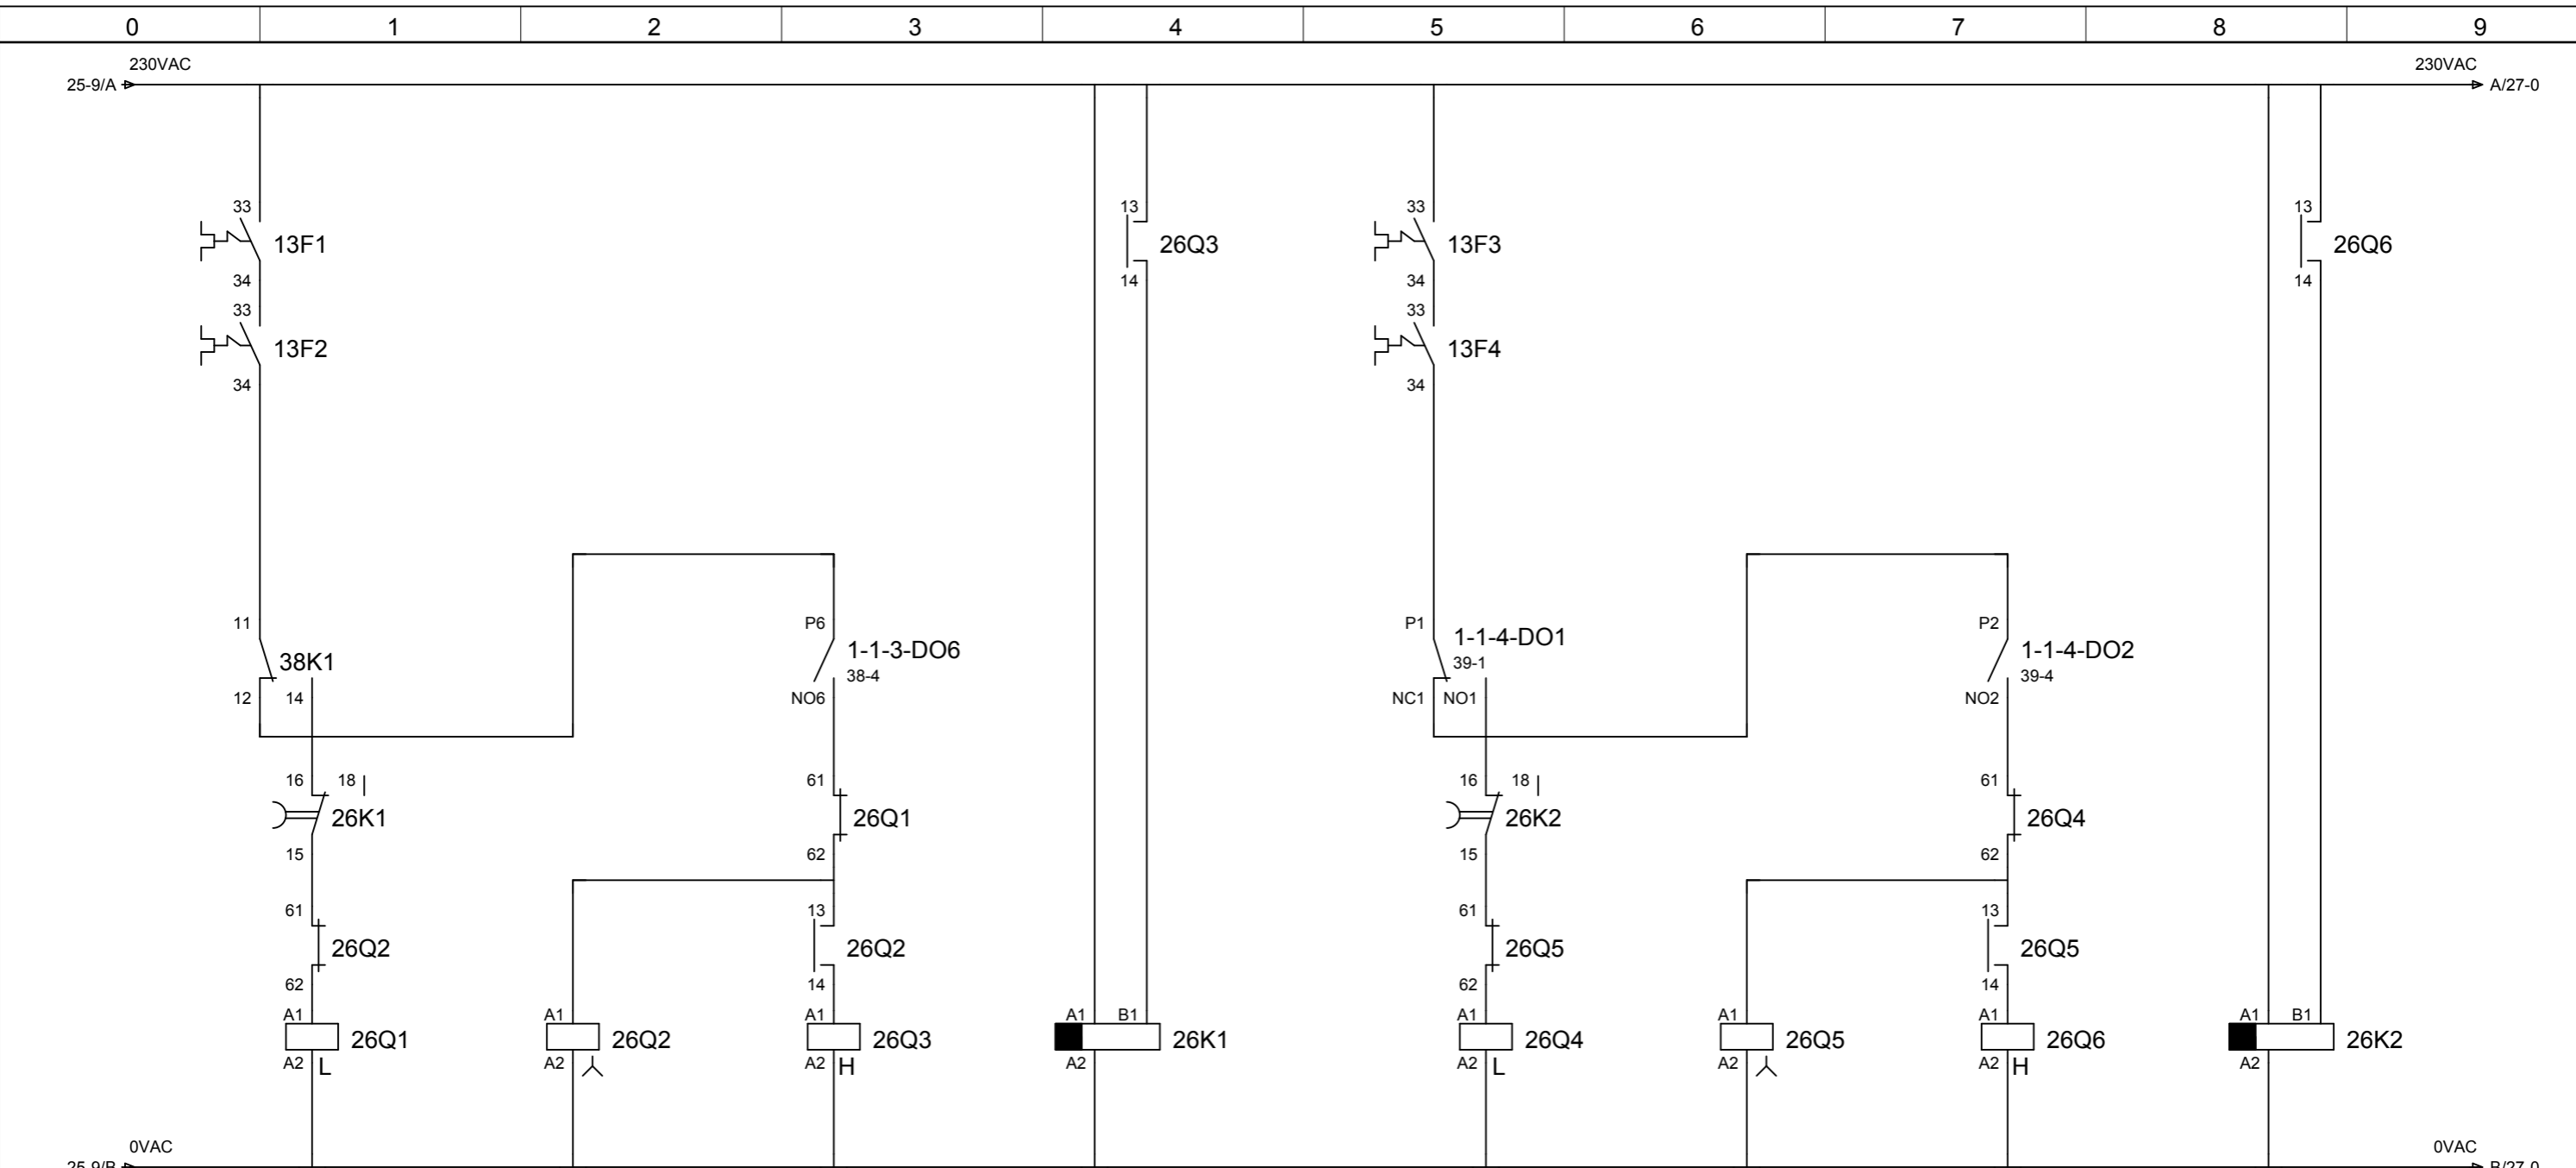 0 1 2 3 4 5 6 7 8 9
230VAC 230VAC
25-9/A A/27-0
33 13 33 13
13F1 26Q3 13F3 26Q6
34 14 34 14
33 33
13F2 13F4
34 34
11 P6 P1 P2
38K1 1-1-3-DO6 1-1-4-DO1 1-1-4-DO2
38-4 39-1 39-4
12 14 NO6 NC1 NO1 NO2
16 18 61 16 18 61
26K1 26Q1 26K2 26Q4
15 62 15 62
61 13 61 13
26Q2 26Q2 26Q5 26Q5
62 14 62 14
A1 A1 A1 A1 B1 A1 A1 A1 A1 B1
26Q1 26Q2 26Q3 26K1 26Q4 26Q5 26Q6 26K2
A2 L A2 A2 H A2 A2 L A2 A2 H A2
0VAC 0VAC
25-9/B B/27-0